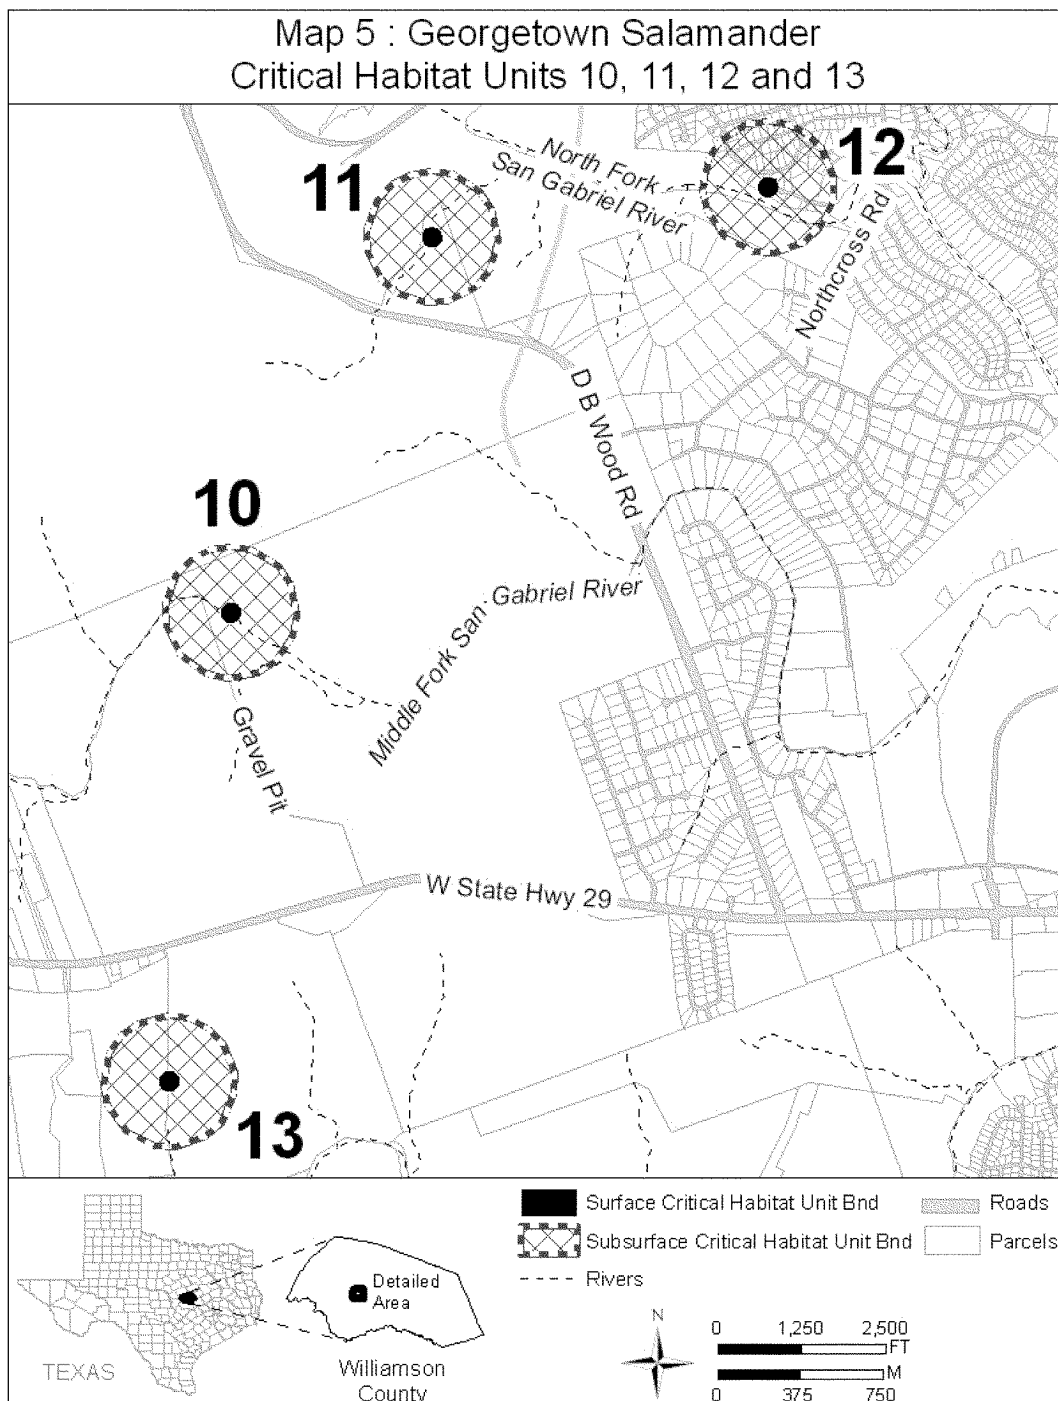 Map 5 : Georgetown Salamander
Critical Habitat Units 10, 11, 12 and 13
12
11
North Fork
San Gabriel River
Northcross Rd
D B Wood Rd
10
Middle Fork San Gabriel River
Gravel Pit
W State Hwy 29
13
Surface Critical Habitat Unit Bnd
Roads
Subsurface Critical Habitat Unit Bnd
Parcels
Rivers
Detailed
Area
TEXAS
Williamson
County
N
0 1,250 2,500
FT
M
0 375 750